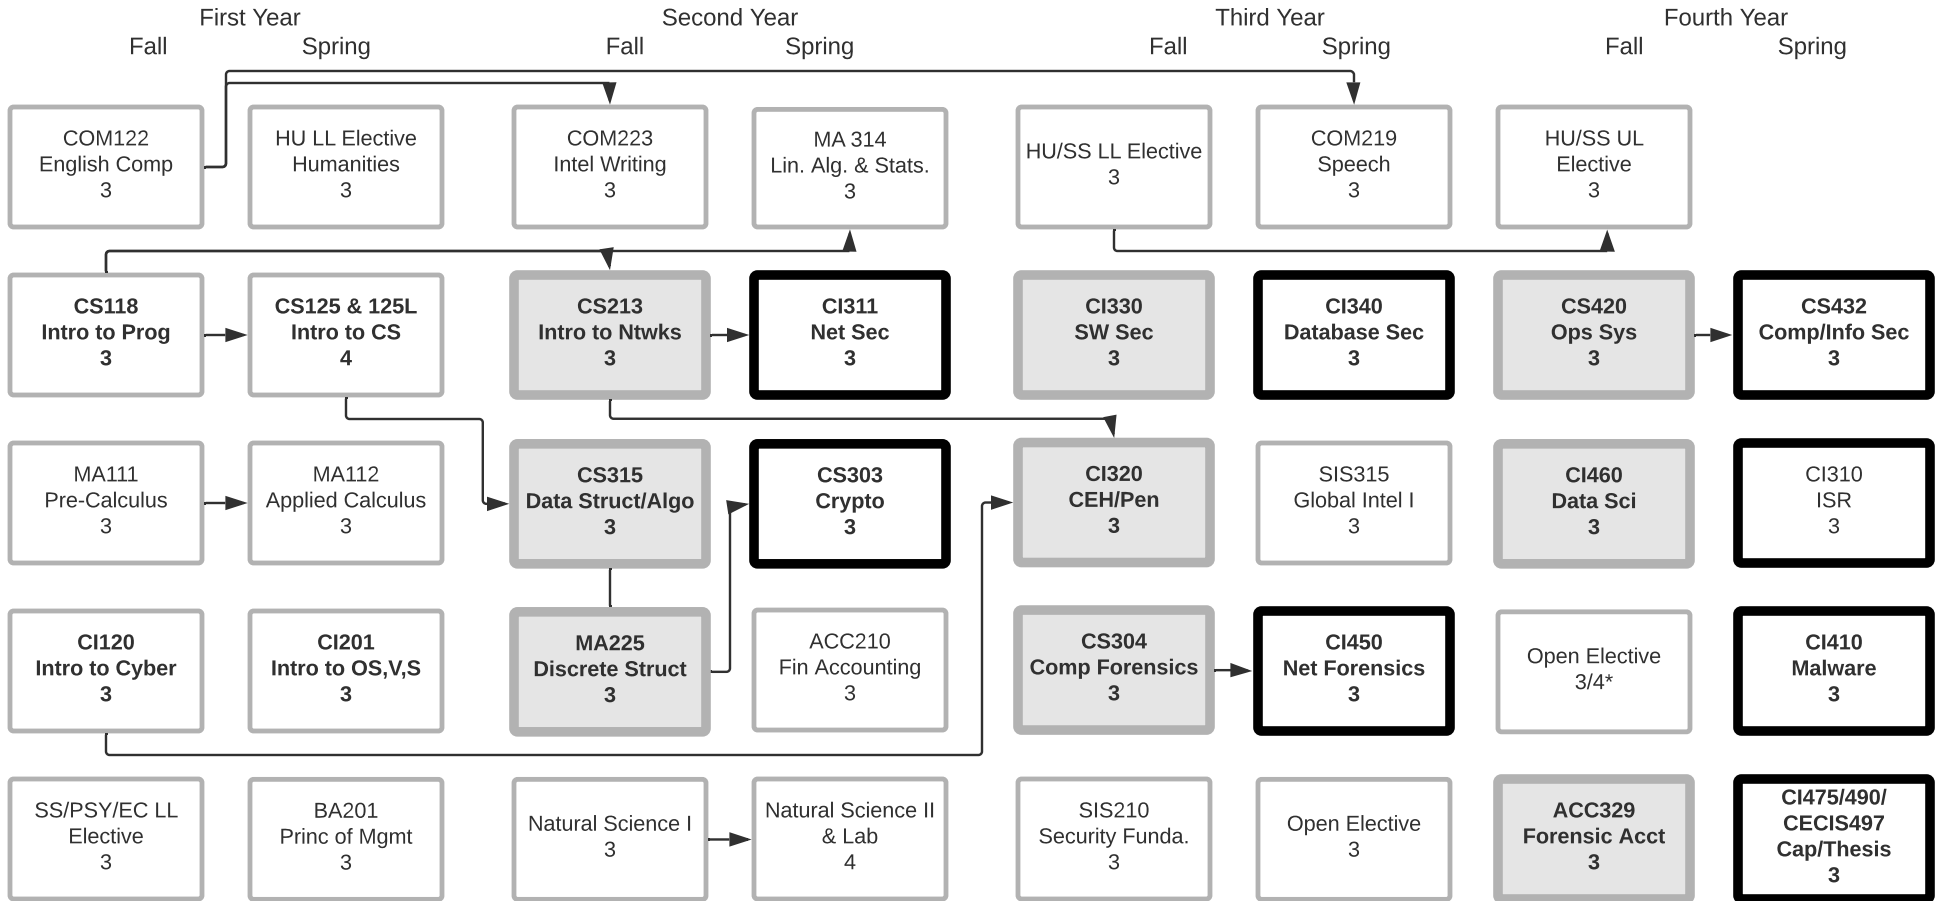 First Year
Second Year
Third Year
Fourth Year
Fall
Spring
Fall
Spring
Fall
Spring
Fall
Spring
COM122
English Comp
3
HU LL Elective
Humanities
3
COM223
Intel Writing
3
MA 314
Lin. Alg. & Stats.
3
HU/SS LL Elective
3
COM219
Speech
3
HU/SS UL
Elective
3
CS118
Intro to Prog
3
CS125 & 125L
Intro to CS
4
CS213
Intro to Ntwks
3
CI311
Net Sec
3
CI330
SW Sec
3
CI340
Database Sec
3
CS420
Ops Sys
3
CS432
Comp/Info Sec
3
MA111
Pre-Calculus
3
MA112
Applied Calculus
3
CS315
Data Struct/Algo
3
CS303
Crypto
3
CI320
CEH/Pen
3
SIS315
Global Intel I
3
CI460
Data Sci
3
CI310
ISR
3
CI120
Intro to Cyber
3
CI201
Intro to OS,V,S
3
MA225
Discrete Struct
3
ACC210
Fin Accounting
3
CS304
Comp Forensics
3
CI450
Net Forensics
3
Open Elective
3/4*
CI410
Malware
3
SS/PSY/EC LL
Elective
3
BA201
Princ of Mgmt
3
Natural Science I
3
Natural Science II
& Lab
4
SIS210
Security Funda.
3
Open Elective
3
ACC329
Forensic Acct
3
CI475/490/
CECIS497
Cap/Thesis
3